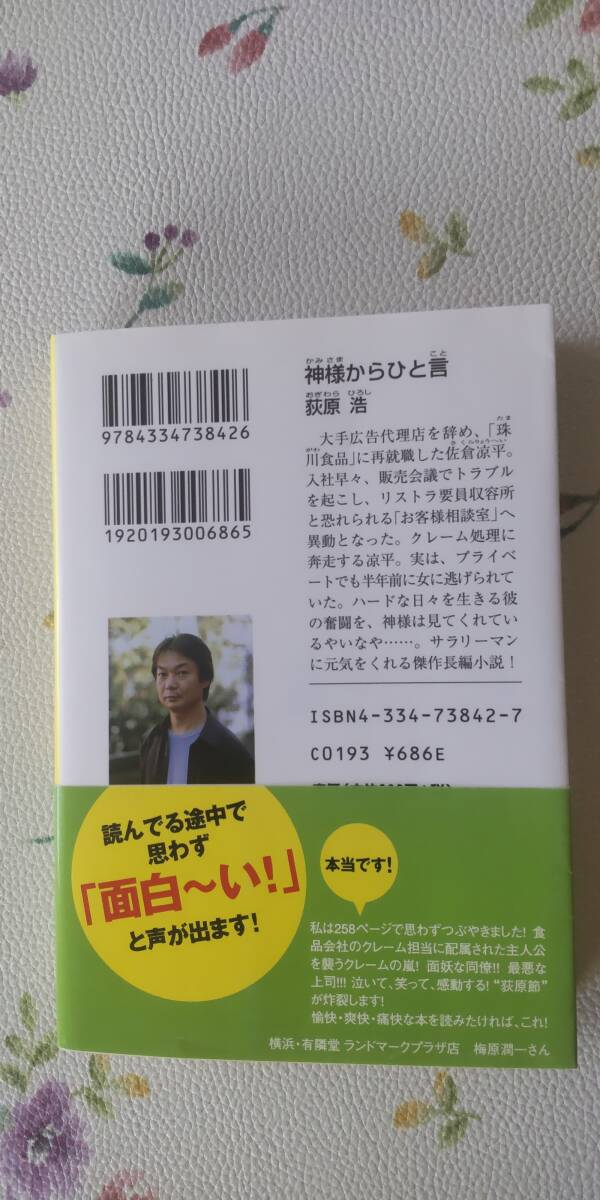 9784334738426
1920193006865
かみさま こと
神様からひと言
おぎわら ひろし
荻原 浩
大手広告代理店を辞め、「珠
川食品」に再就職した佐倉凉平。
入社早々、販売会議でトラブル
を起こし、リストラ要員収容所
と恐れられる「お客様相談室」へ
異動となった。クレーム処理に
奔走する凉平。実は、プライベ
ートでも半年前に女に逃げられて
いた。ハードな日々を生きる彼
の奮闘を、神様は見てくれてい
るやいなや……。サラリーマン
に元気をくれる傑作長編小説！
ISBN4-334-73842-7
C0193 ¥686E
読んでる途中で
思わず
「面白～い！」
と声が出ます！
本当です！
私は258ページで思わずつぶやきました！ 食
品会社のクレーム担当に配属された主人公
を襲うクレームの嵐！ 面妖な同僚!! 最悪な
上司!!! 泣いて、笑って、感動する！ “荻原節”
が炸裂します！
愉快・爽快・痛快な本を読みたければ、これ！
横浜・有隣堂 ランドマークプラザ店 梅原潤一さん